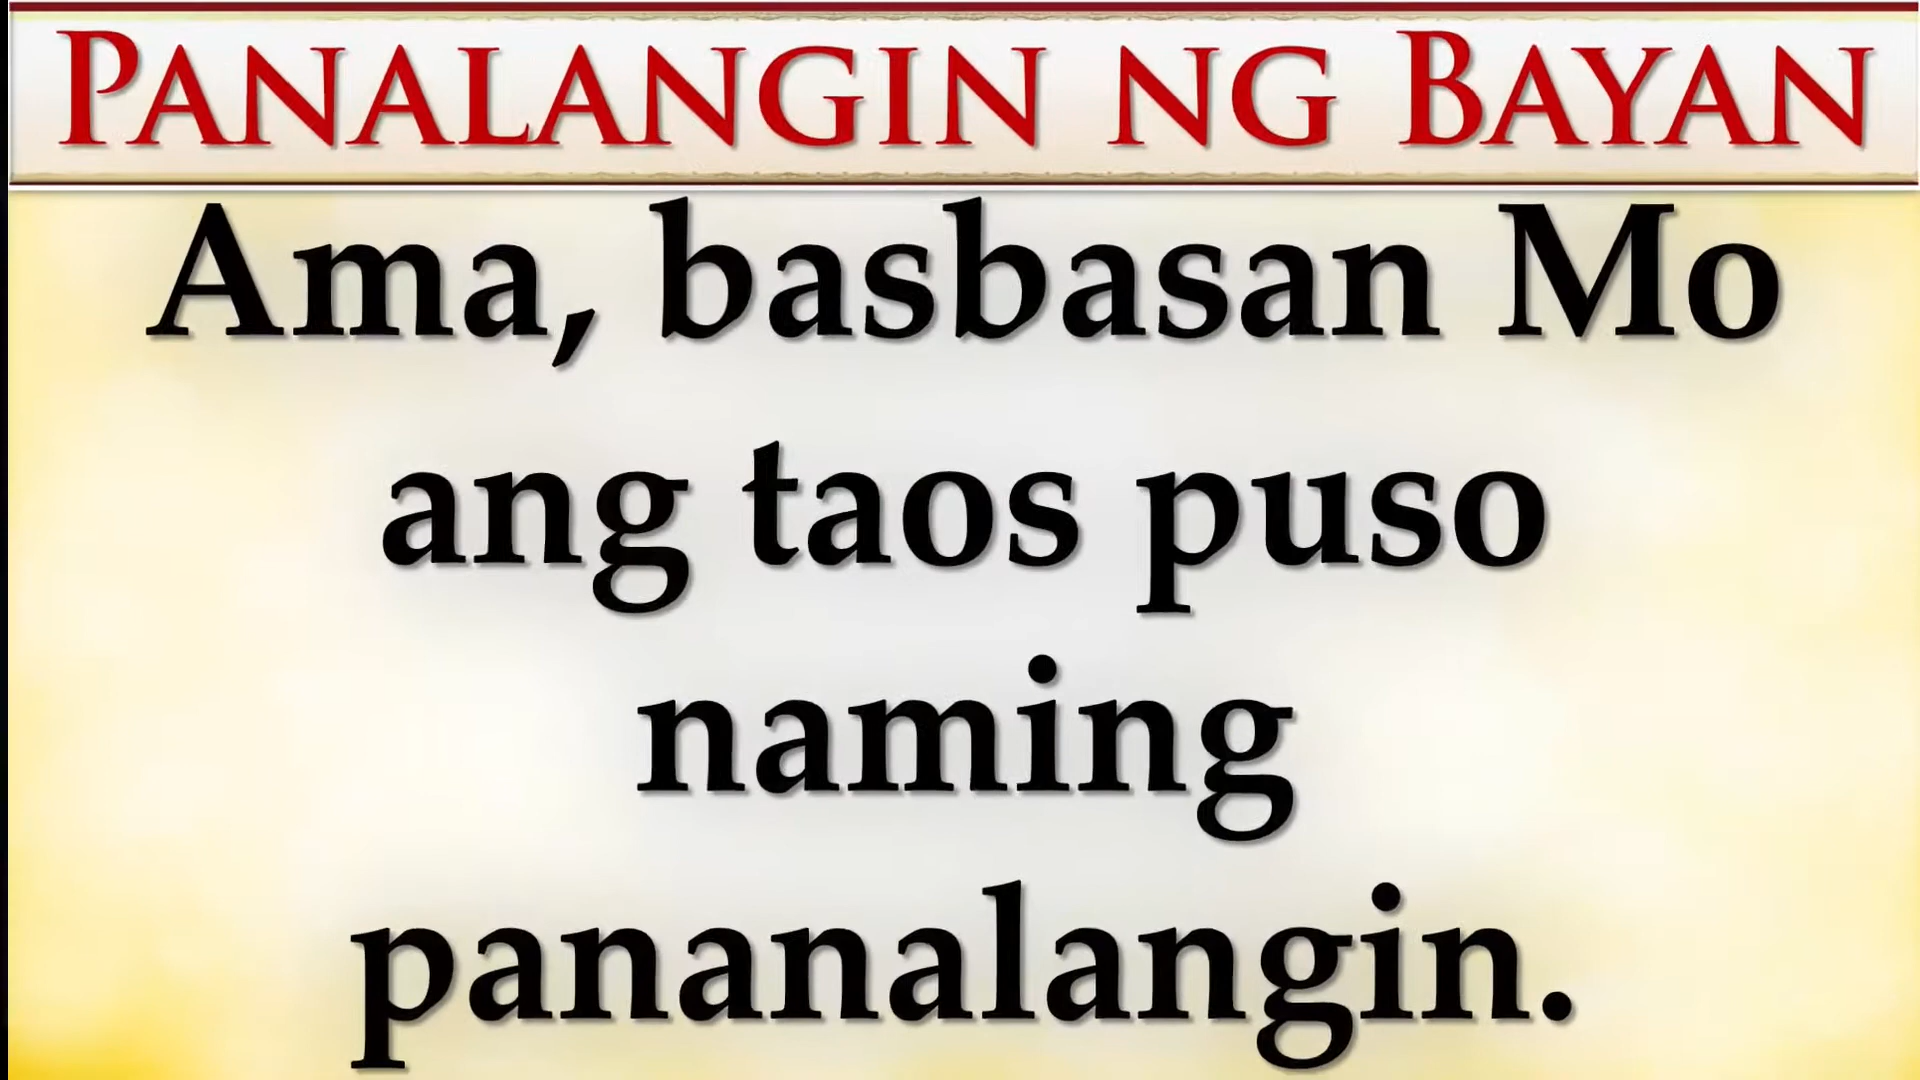 PANALANGIN NG BAYAN
Ama, basbasan Mo
ang taos puso
naming
pananalangin.